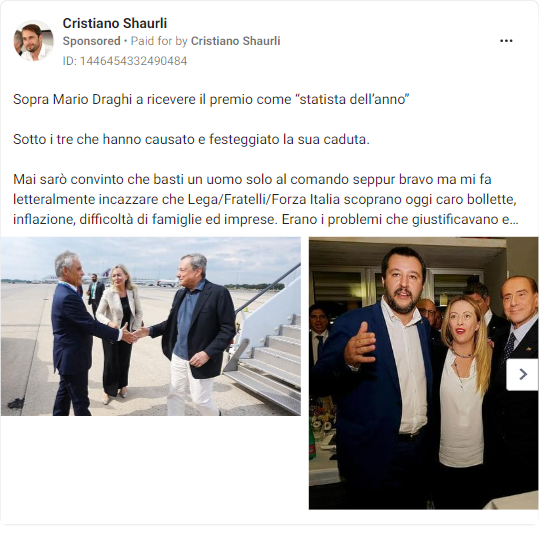 Cristiano Shaurli
Sponsored • Paid for by Cristiano Shaurli
ID: 1446454332490484
Sopra Mario Draghi a ricevere il premio come “statista dell’anno”
Sotto i tre che hanno causato e festeggiato la sua caduta.
Mai sarò convinto che basti un uomo solo al comando seppur bravo ma mi fa
letteralmente incazzare che Lega/Fratelli/Forza Italia scoprano oggi caro bollette,
inflazione, difficoltà di famiglie ed imprese. Erano i problemi che giustificavano e...